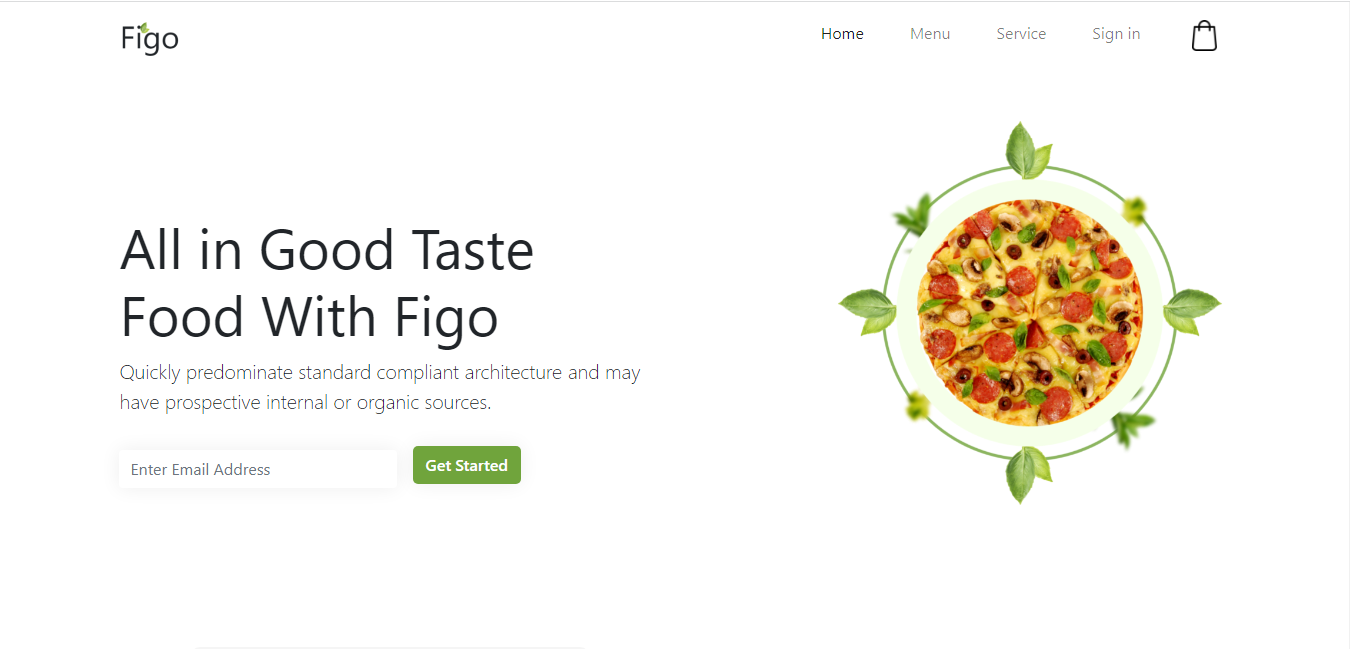 Figo
Home Menu Service Sign in
All in Good Taste
Food With Figo
Quickly predominate standard compliant architecture and may
have prospective internal or organic sources.
Enter Email Address Get Started